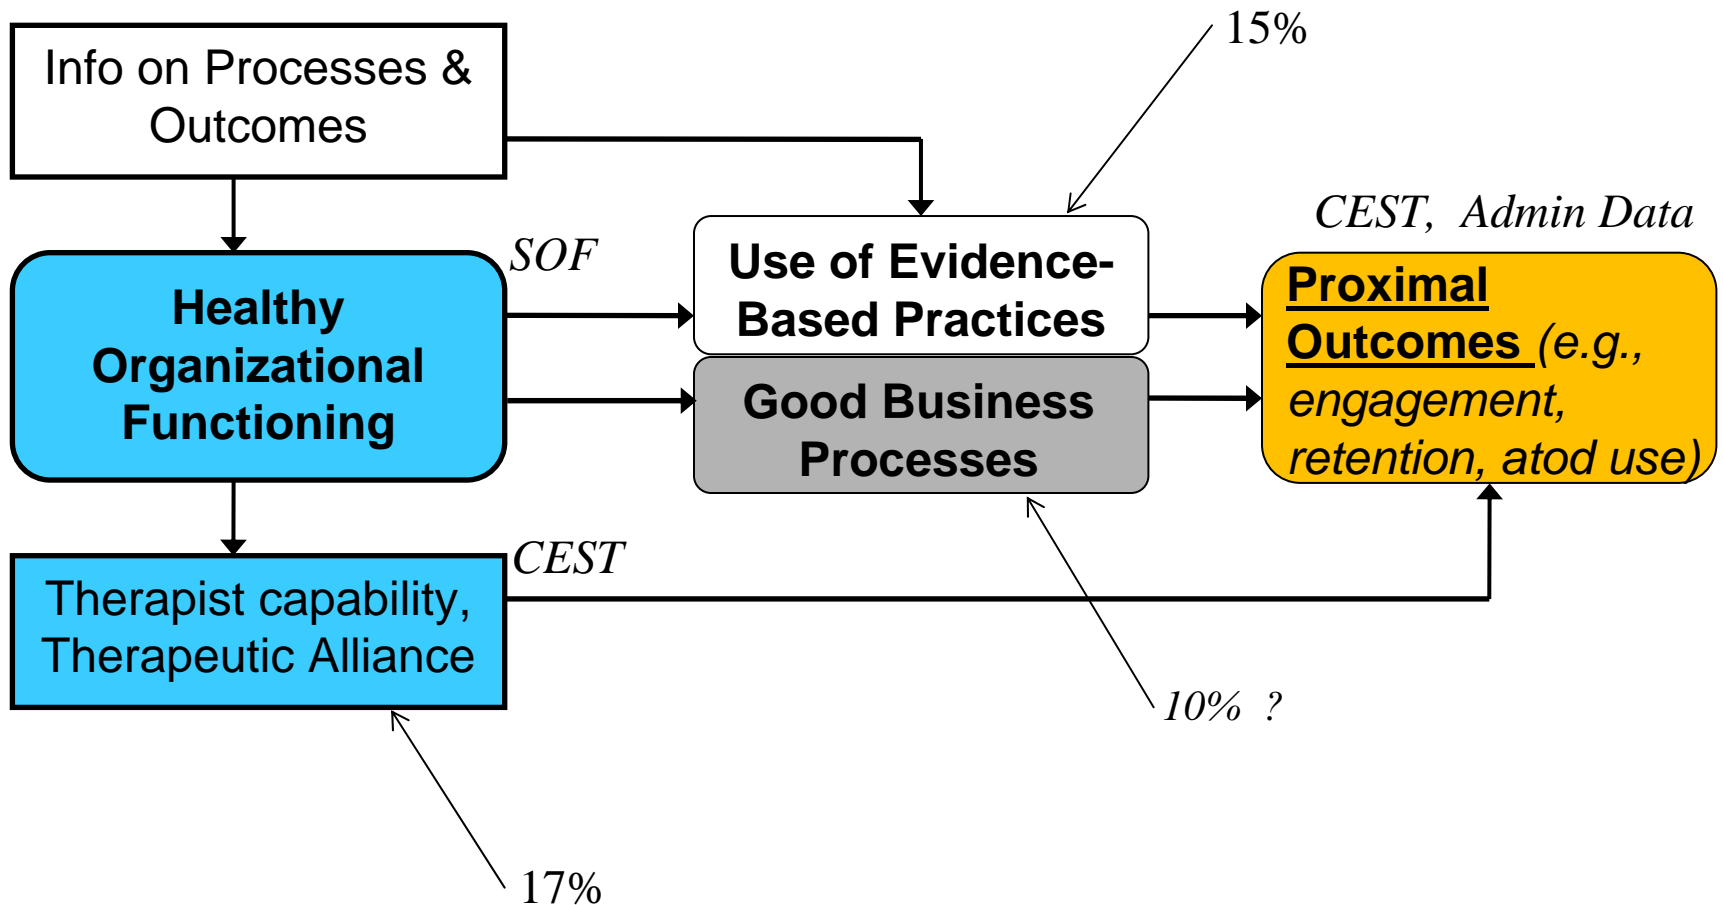 Info on Processes &
Outcomes
15%
CEST, Admin Data
SOF
Healthy
Organizational
Functioning
Use of Evidence-
Based Practices
Good Business
Processes
Proximal
Outcomes (e.g.,
engagement,
retention, atod use)
CEST
Therapist capability,
Therapeutic Alliance
10% ?
17%